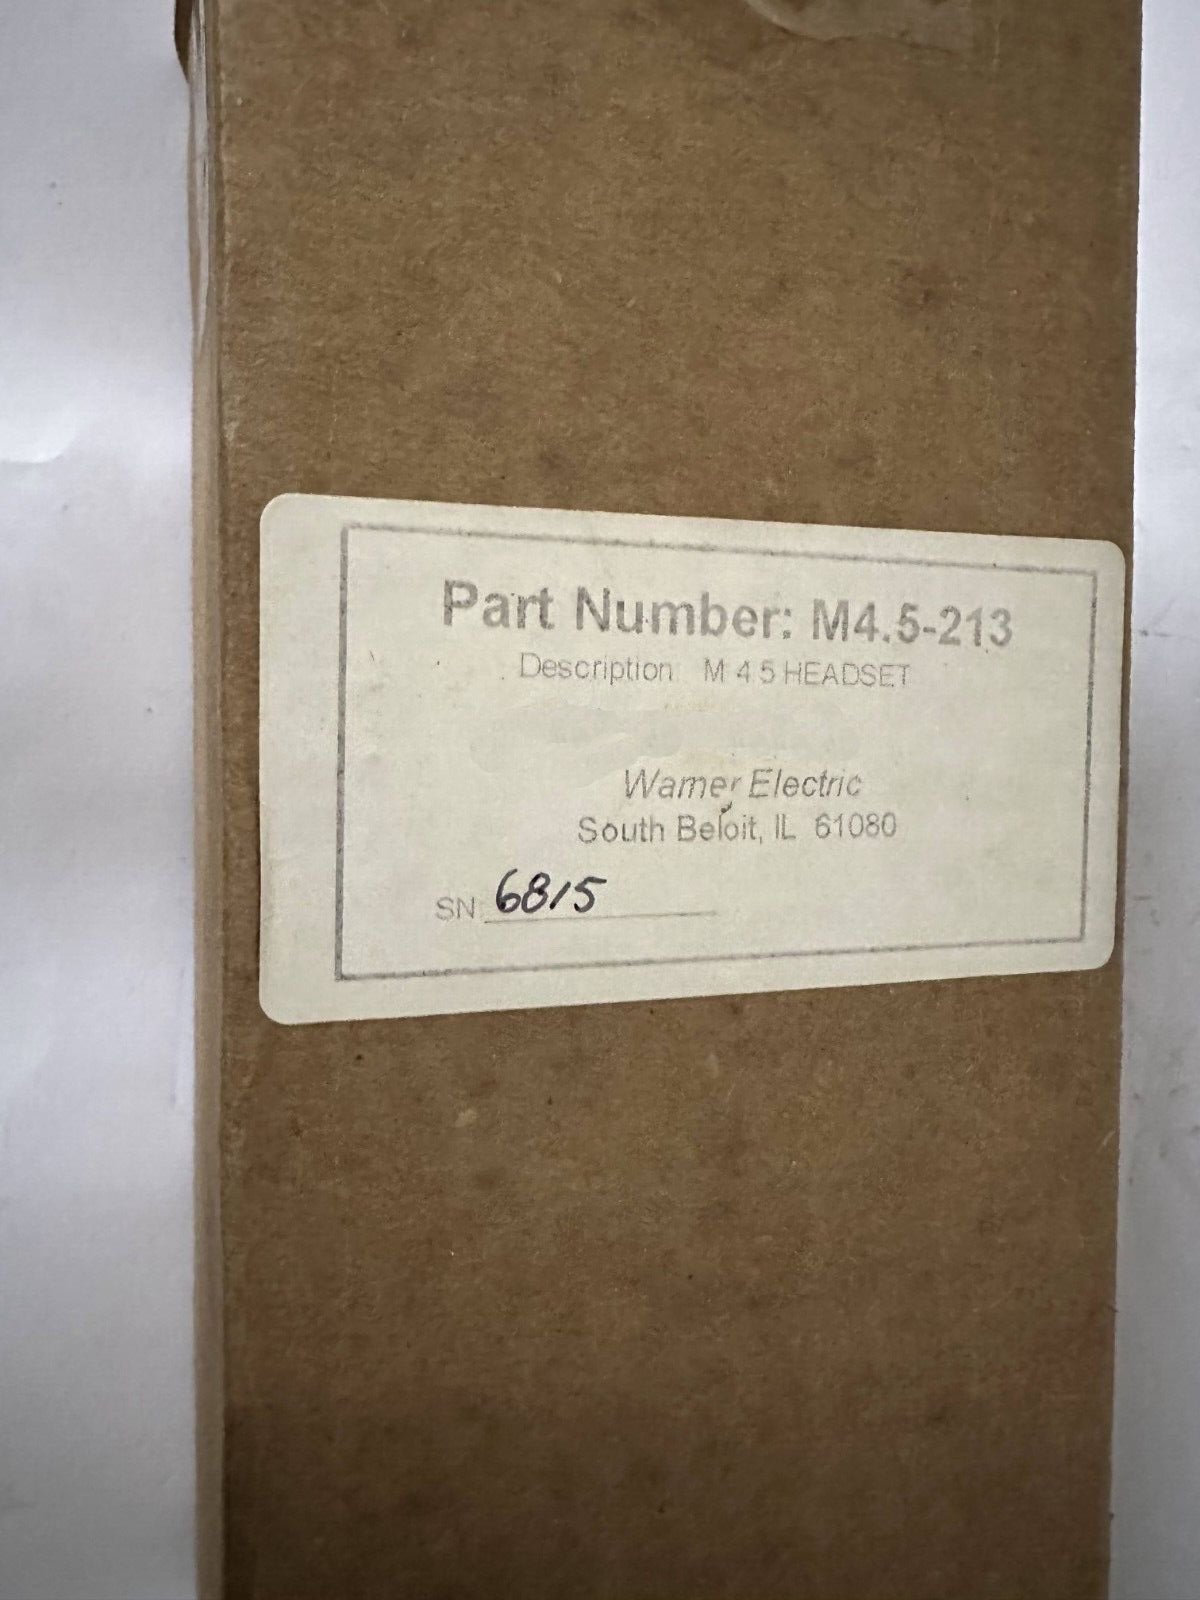 Part Number: M4.5-213
Description M 4 5 HEADSET
Warner Electric
South Beloit, IL 61080
SN 6815